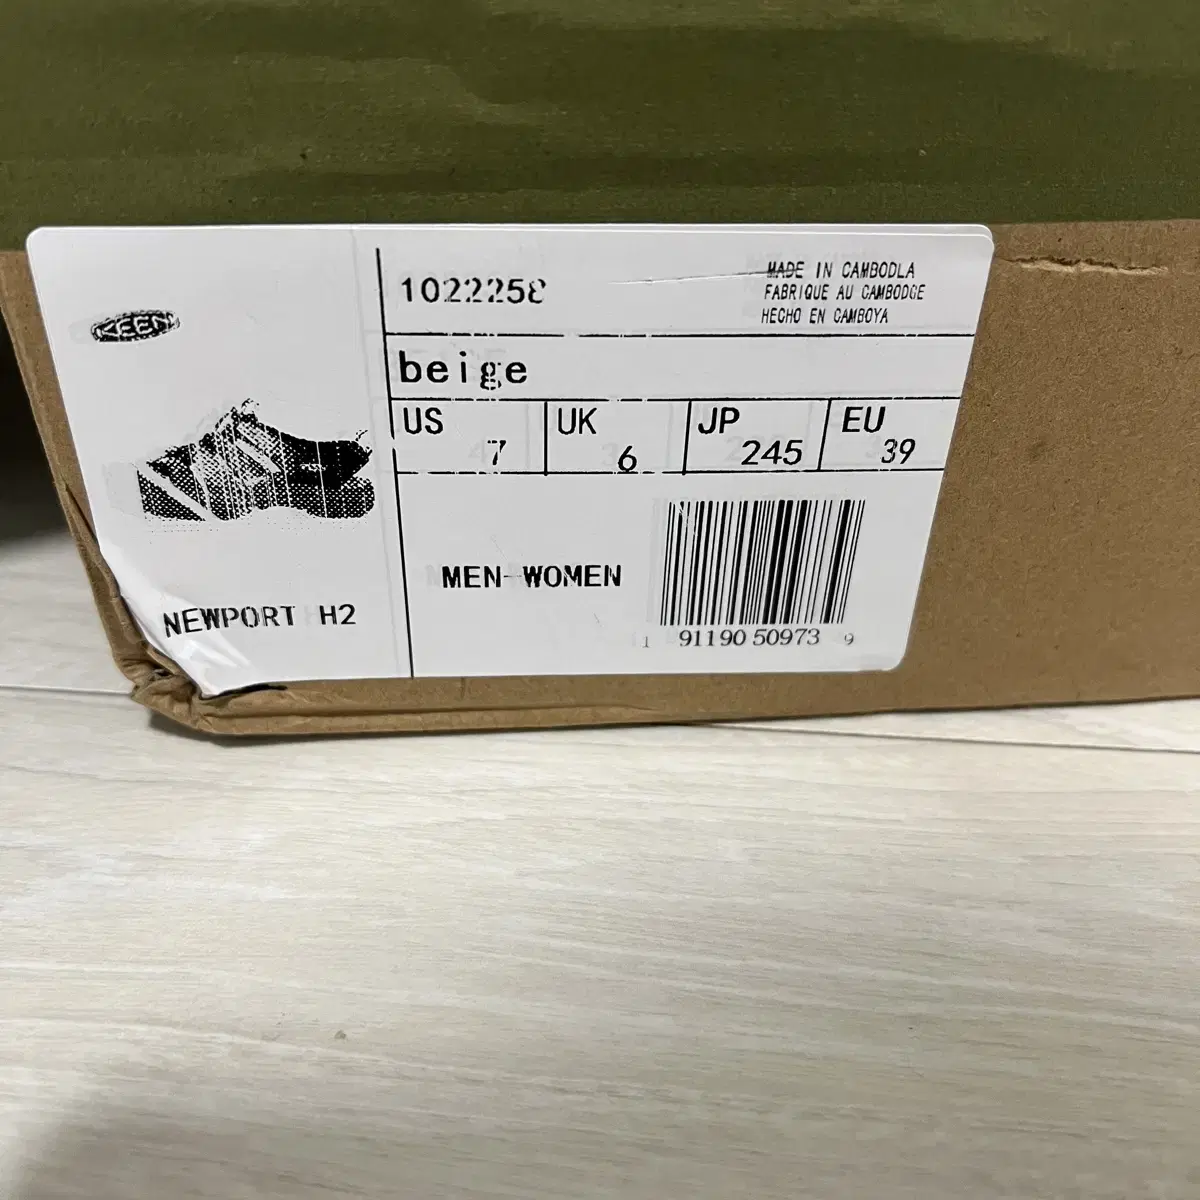 KEEN
1022258
MADE IN CAMBODLA
FABRIQUE AU CAMBODGE
HECHO EN CAMBOYA
beige
US 7
UK 6
JP 245
EU 39
MEN-WOMEN
NEWPORT H2
1 91190 50973 9